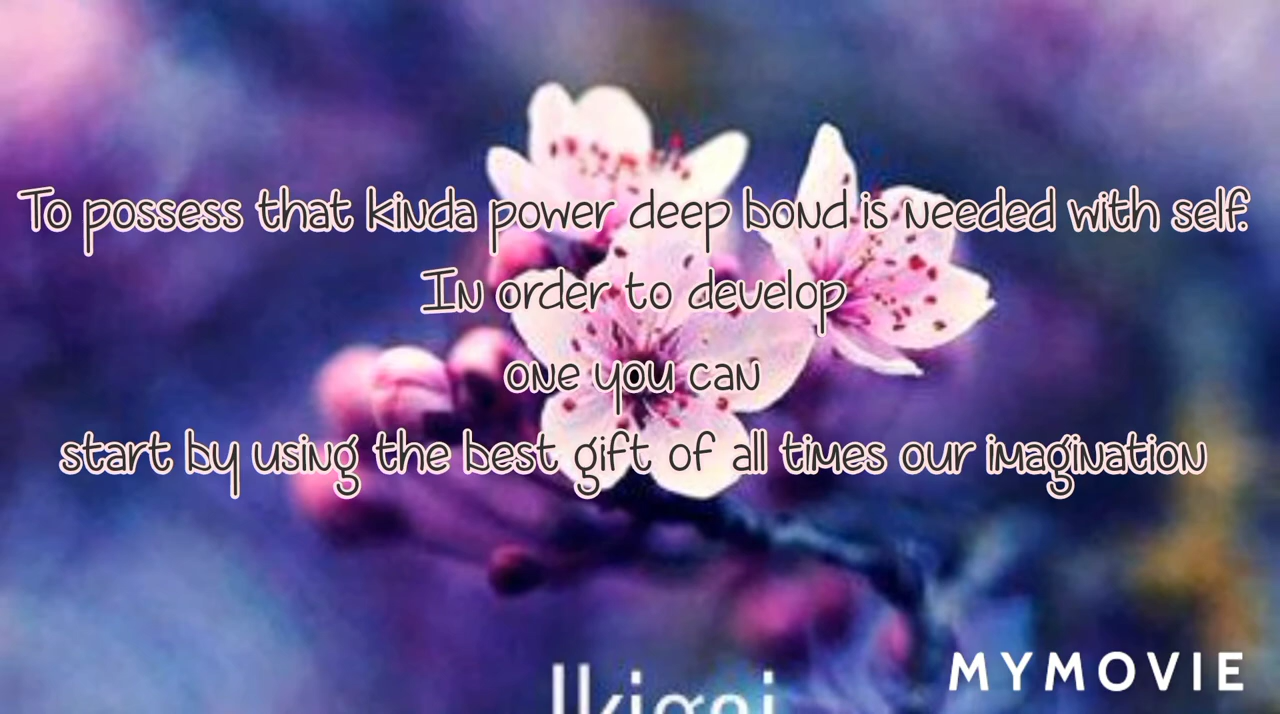 To possess that kinda power deep bond is needed with self.
In order to develop
one you can
start by using the best gift of all times our imagination
Ikigai
MYMOVIE